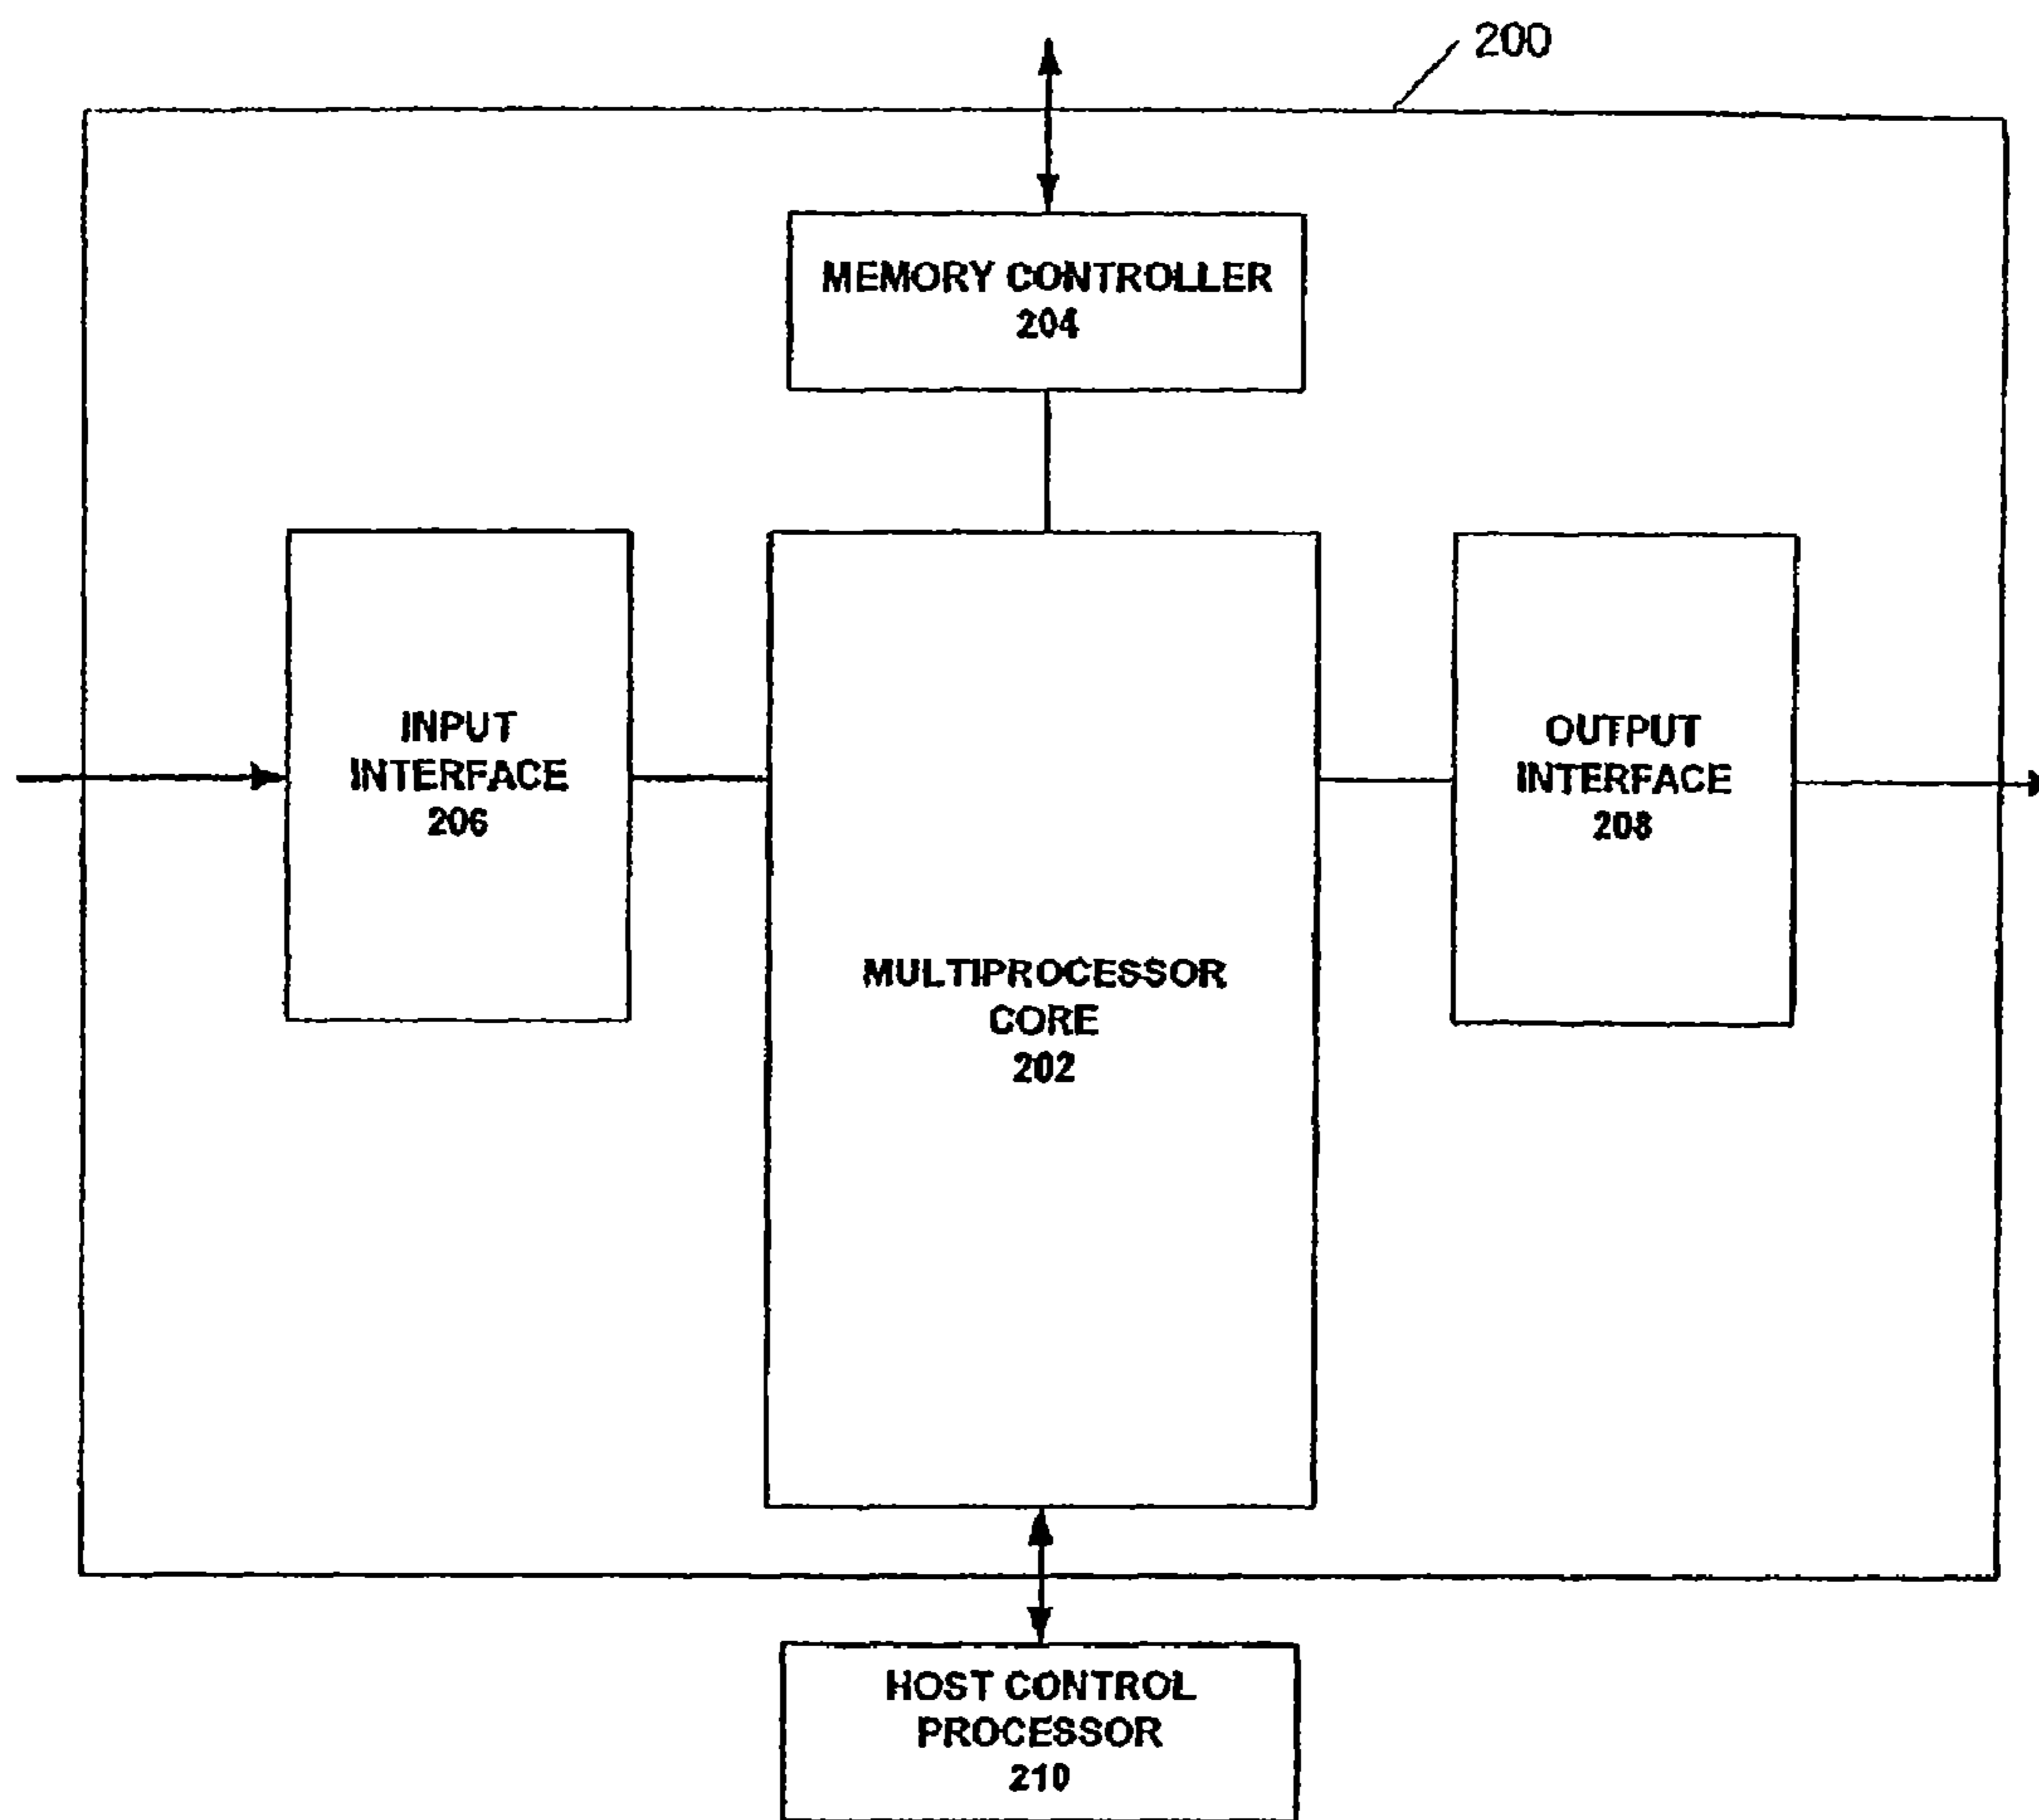 200
MEMORY CONTROLLER
204
INPUT
INTERFACE
206
MULTIPROCESSOR
CORE
202
OUTPUT
INTERFACE
208
HOST CONTROL
PROCESSOR
210